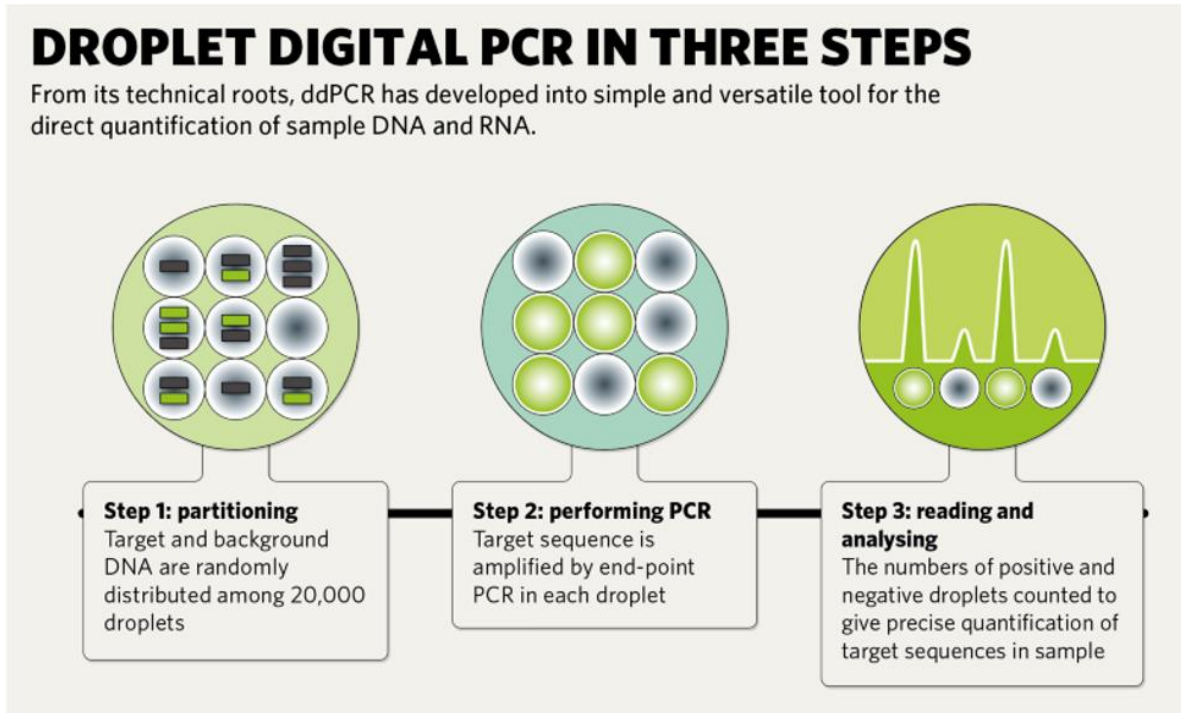 DROPLET DIGITAL PCR IN THREE STEPS
From its technical roots, ddPCR has developed into simple and versatile tool for the
direct quantification of sample DNA and RNA.
Step 1: partitioning
Target and background
DNA are randomly
distributed among 20,000
droplets
Step 2: performing PCR
Target sequence is
amplified by end-point
PCR in each droplet
Step 3: reading and
analysing
The numbers of positive and
negative droplets counted to
give precise quantification of
target sequences in sample